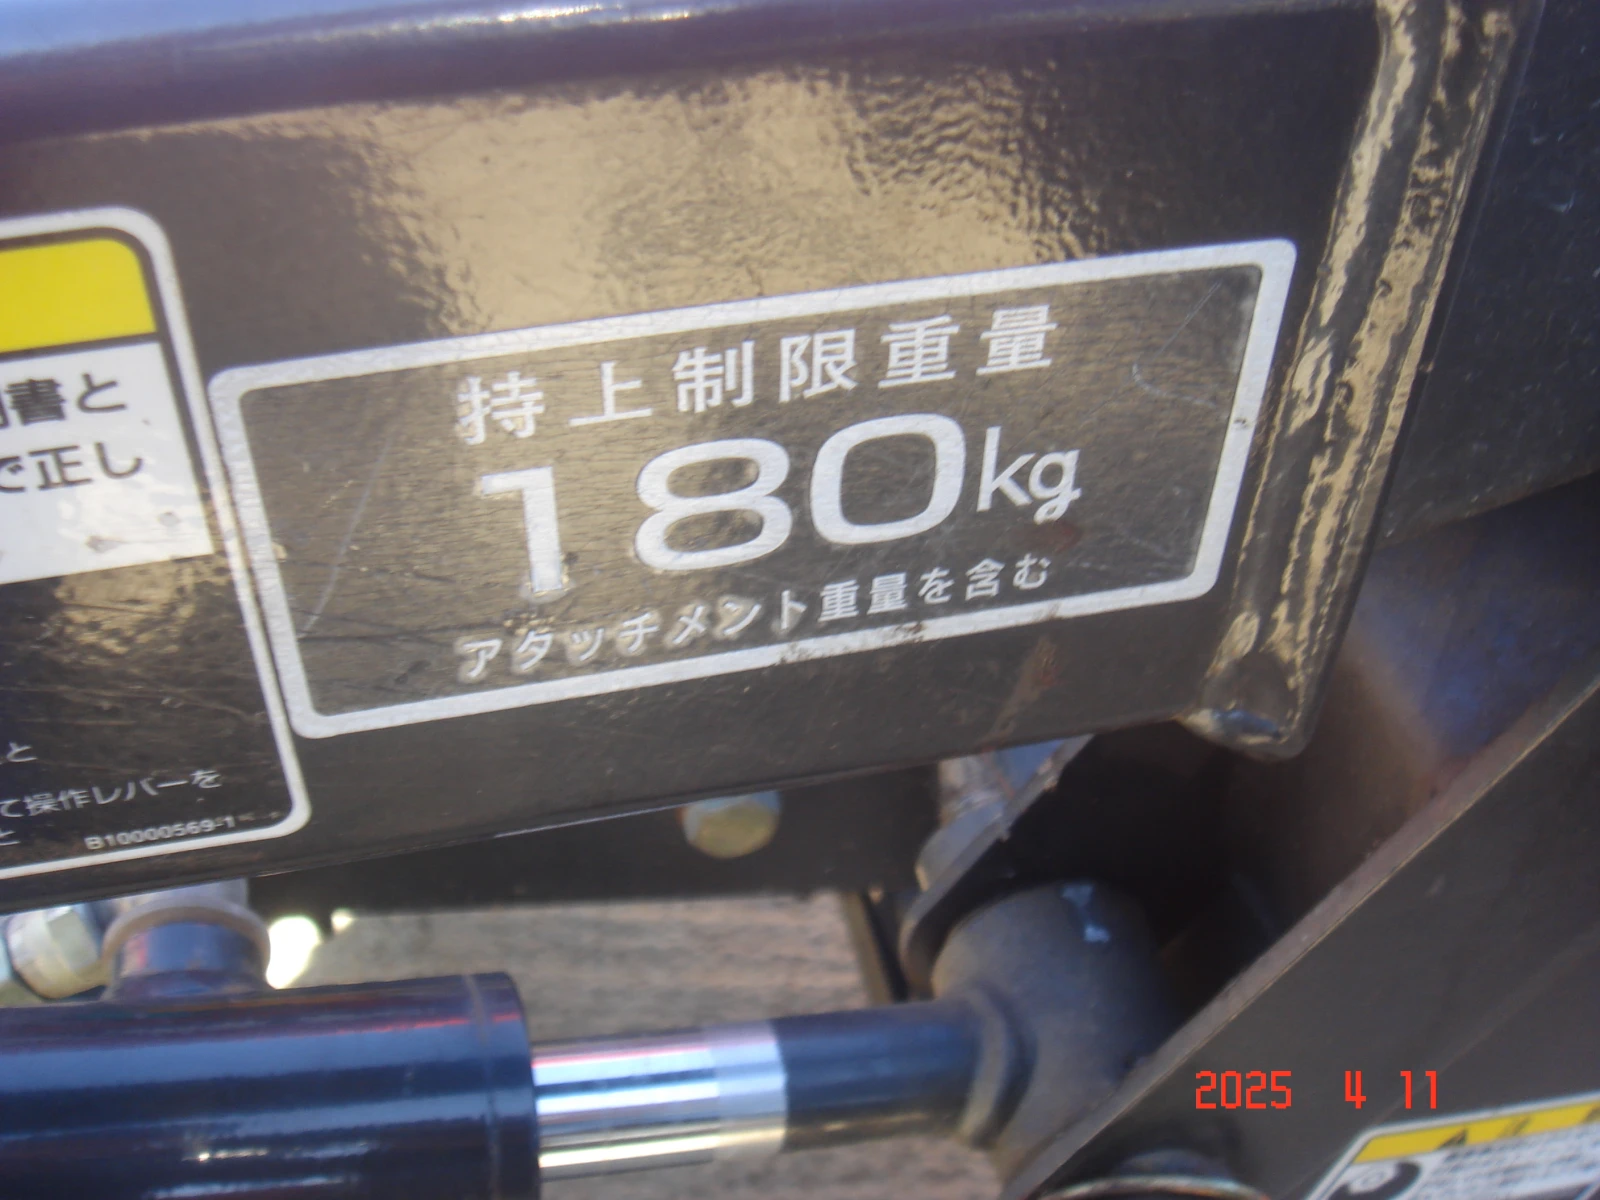 書と
で正し
と
て操作レバーを
と
B10000569-1
持上制限重量
180kg
アタッチメント重量を含む
2025 4 11